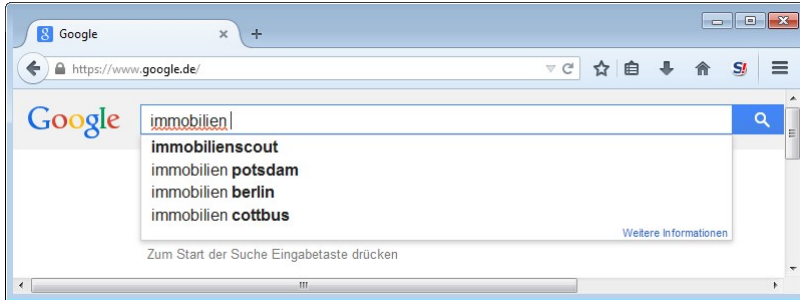 Google
https://www.google.de/
Google
immobilien
immobilienscout
immobilien potsdam
immobilien berlin
immobilien cottbus
Weitere Informationen
Zum Start der Suche Eingabetaste drücken